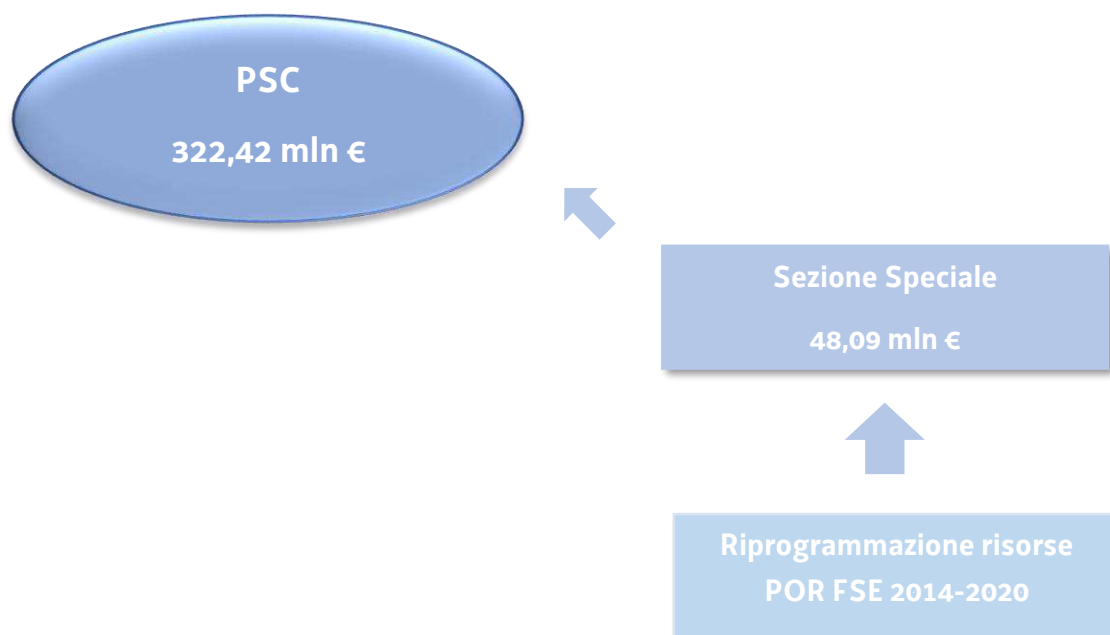 PSC
322,42 mln €
Sezione Speciale
48,09 mln €
Riprogrammazione risorse
POR FSE 2014-2020